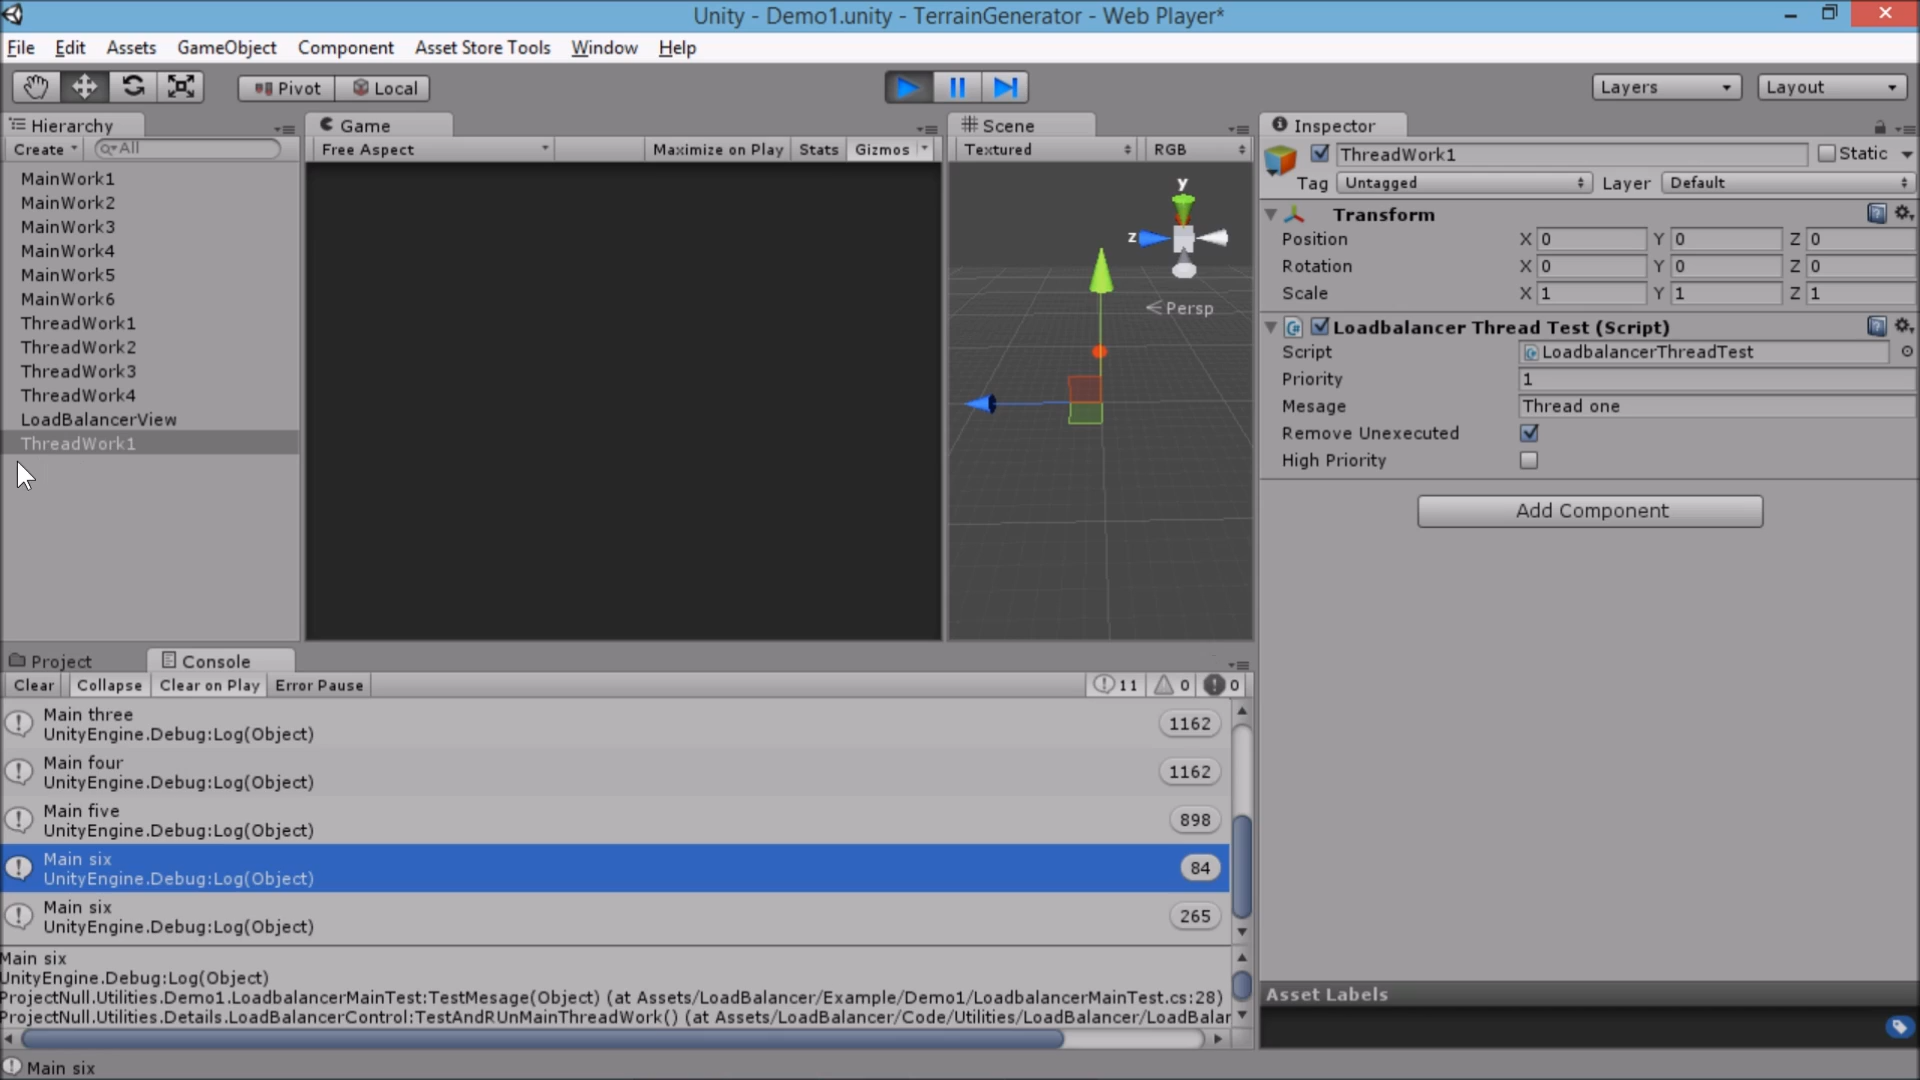 Unity - Demo1.unity - TerrainGenerator - Web Player*
File Edit Assets GameObject Component Asset Store Tools Window Help
Pivot Local Layers Layout
Hierarchy
Create All
MainWork1
MainWork2
MainWork3
MainWork4
MainWork5
MainWork6
ThreadWork1
ThreadWork2
ThreadWork3
ThreadWork4
LoadBalancerView
ThreadWork1
Game
Free Aspect Maximize on Play Stats Gizmos
Scene
Textured RGB
y
z
Persp
Inspector
ThreadWork1 Static
Tag Untagged Layer Default
Transform
Position X 0 Y 0 Z 0
Rotation X 0 Y 0 Z 0
Scale X 1 Y 1 Z 1
Loadbalancer Thread Test (Script)
Script LoadbalancerThreadTest
Priority 1
Mesage Thread one
Remove Unexecuted
High Priority
Add Component
Asset Labels
Project Console
Clear Collapse Clear on Play Error Pause 11 0 0
Main three
UnityEngine.Debug:Log(Object) 1162
Main four
UnityEngine.Debug:Log(Object) 1162
Main five
UnityEngine.Debug:Log(Object) 898
Main six
UnityEngine.Debug:Log(Object) 84
Main six
UnityEngine.Debug:Log(Object) 265
Main six
UnityEngine.Debug:Log(Object)
ProjectNull.Utilities.Demo1.LoadbalancerMainTest:TestMesage(Object) (at Assets/LoadBalancer/Example/Demo1/LoadbalancerMainTest.cs:28)
ProjectNull.Utilities.Details.LoadBalancerControl:TestAndRUnMainThreadWork() (at Assets/LoadBalancer/Code/Utilities/LoadBalancer/LoadBalar
Main six